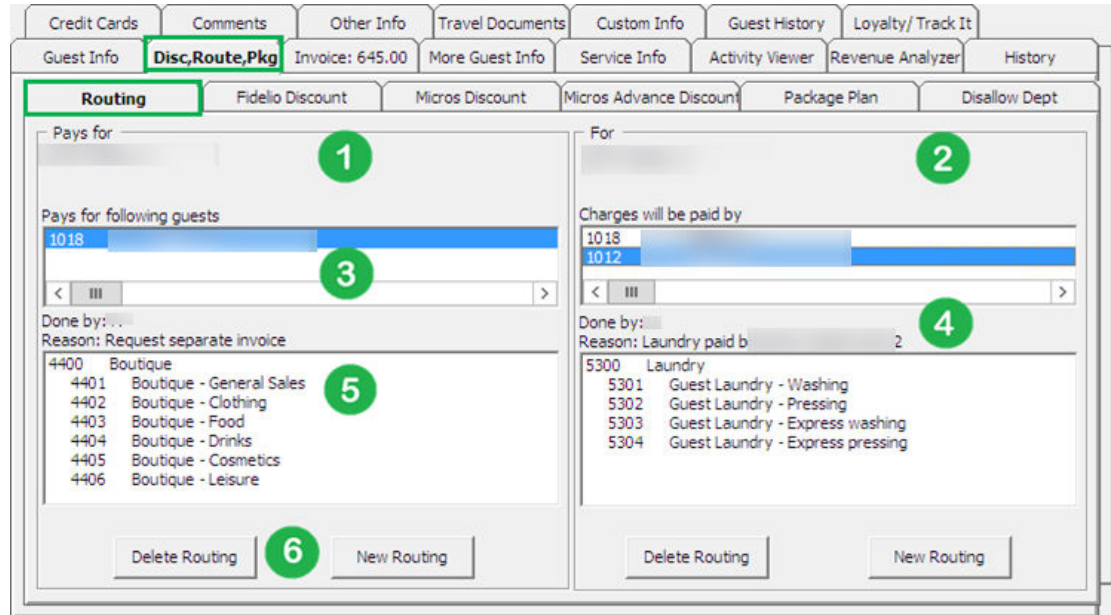 Credit Cards Comments Other Info Travel Documents Custom Info Guest History Loyalty/ Track It
Guest Info Disc,Route,Pkg Invoice: 645.00 More Guest Info Service Info Activity Viewer Revenue Analyzer History
Routing Fidelio Discount Micros Discount Micros Advance Discount Package Plan Disallow Dept
Pays for
1
Pays for following guests
1018
3
Done by:
Reason: Request separate invoice
4400 Boutique
4401 Boutique - General Sales
4402 Boutique - Clothing
4403 Boutique - Food
4404 Boutique - Drinks
4405 Boutique - Cosmetics
4406 Boutique - Leisure
5
Delete Routing
6
New Routing
For
2
Charges will be paid by
1018
1012
4
Done by:
Reason: Laundry paid b 2
5300 Laundry
5301 Guest Laundry - Washing
5302 Guest Laundry - Pressing
5303 Guest Laundry - Express washing
5304 Guest Laundry - Express pressing
Delete Routing
New Routing